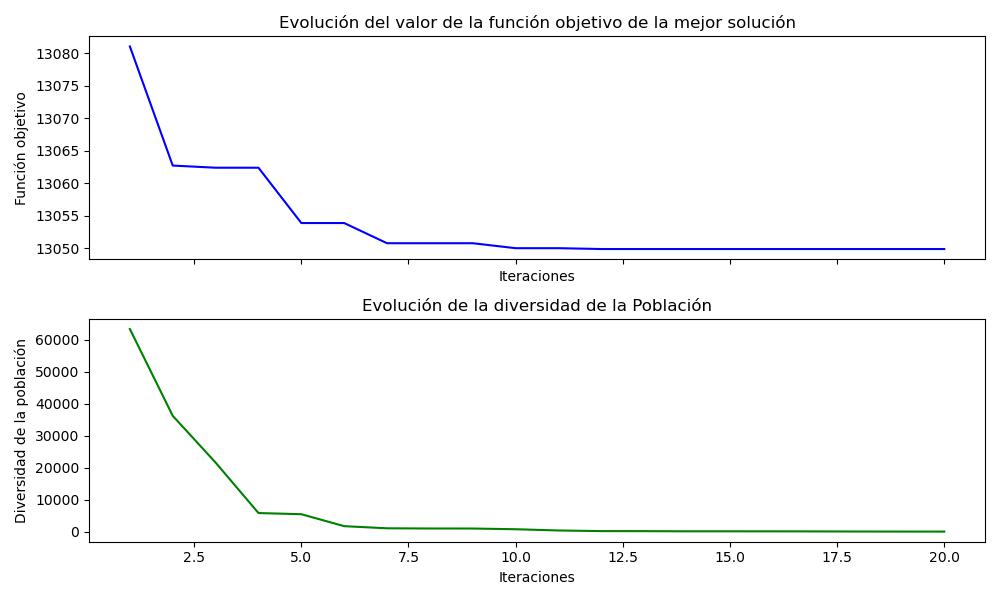 Evolución del valor de la función objetivo de la mejor solución
Función objetivo
13080
13075
13070
13065
13060
13055
13050
Iteraciones
Evolución de la diversidad de la Población
Diversidad de la población
60000
50000
40000
30000
20000
10000
0
2.5 5.0 7.5 10.0 12.5 15.0 17.5 20.0
Iteraciones